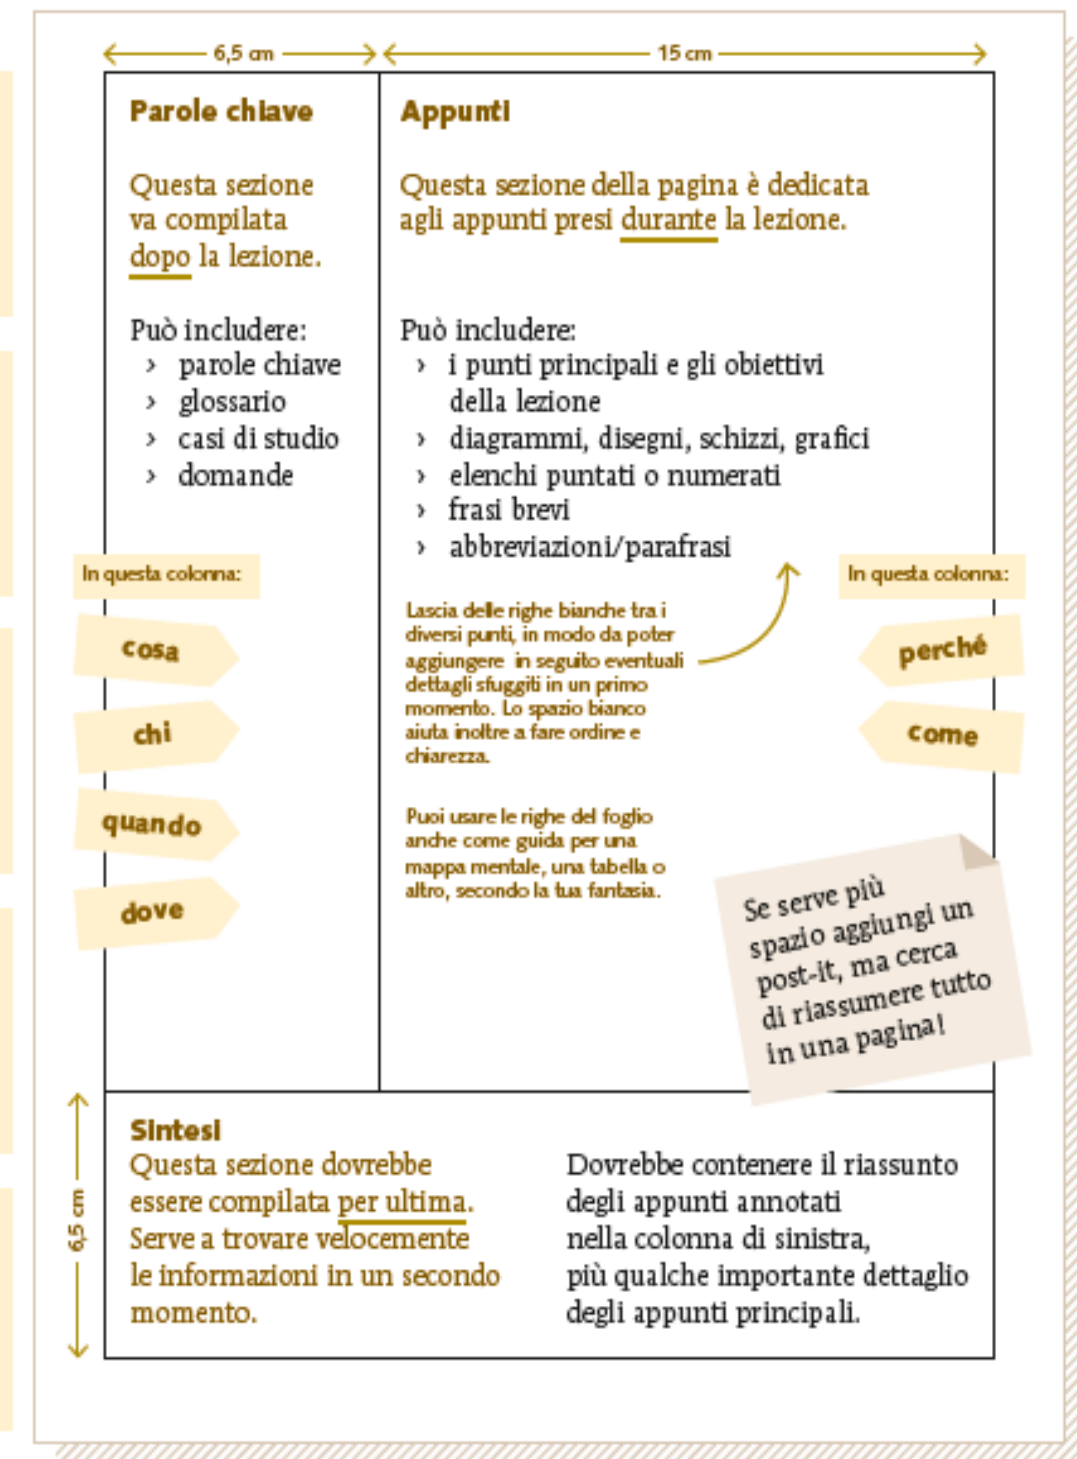 6,5 cm
15 cm
Parole chiave
Questa sezione
va compilata
dopo la lezione.
Può includere:
› parole chiave
› glossario
› casi di studio
› domande
In questa colonna:
cosa
chi
quando
dove
Appunti
Questa sezione della pagina è dedicata
agli appunti presi durante la lezione.
Può includere:
› i punti principali e gli obiettivi
della lezione
› diagrammi, disegni, schizzi, grafici
› elenchi puntati o numerati
› frasi brevi
› abbreviazioni/parafrasi
Lascia delle righe bianche tra i
diversi punti, in modo da poter
aggiungere in seguito eventuali
dettagli sfuggiti in un primo
momento. Lo spazio bianco
aiuta inoltre a fare ordine e
chiarezza.
Puoi usare le righe del foglio
anche come guida per una
mappa mentale, una tabella o
altro, secondo la tua fantasia.
In questa colonna:
perché
come
Se serve più
spazio aggiungi un
post-it, ma cerca
di riassumere tutto
in una pagina!
6,5 cm
Sintesi
Questa sezione dovrebbe
essere compilata per ultima.
Serve a trovare velocemente
le informazioni in un secondo
momento.
Dovrebbe contenere il riassunto
degli appunti annotati
nella colonna di sinistra,
più qualche importante dettaglio
degli appunti principali.